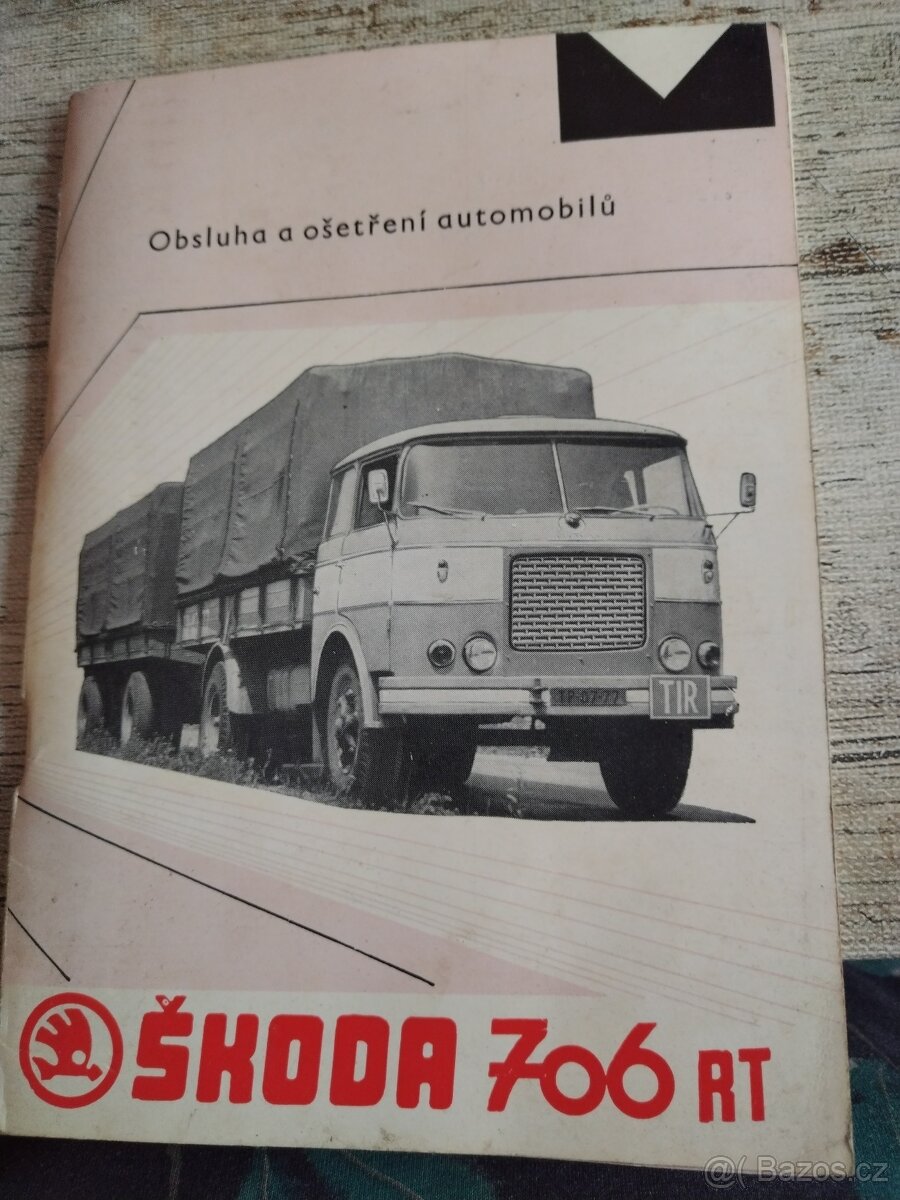 Obsluha a ošetření automobilů
TIR
ŠKODA 706 RT
@( Bazos.cz